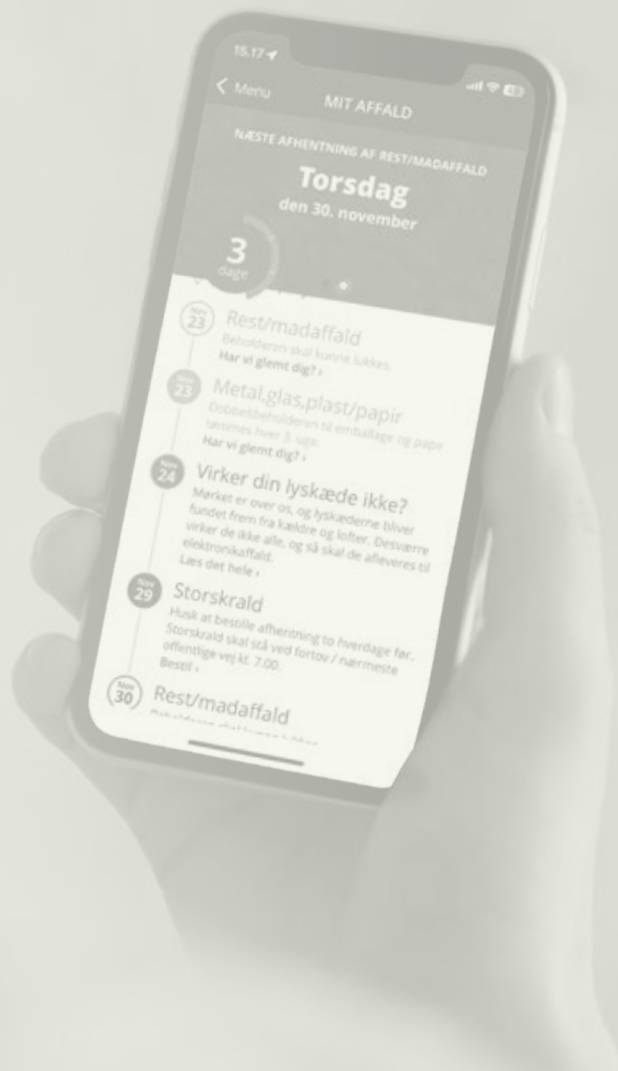 15.17
Menu
MIT AFFALD
NÆSTE AFHENTNING AF REST/MADAFFALD
Torsdag
den 30. november
3
dage
Nov
23
Rest/madaffald
Beholderen skal kunne lukkes.
Har vi glemt dig? ›
Nov
23
Metal,glas,plast/papir
Dobbeltbeholderen til emballage og papir
tømmes hver 3. uge.
Har vi glemt dig? ›
Nov
24
Virker din lyskæde ikke?
Mørket er over os, og lyskæderne bliver
fundet frem fra kældre og lofter. Desværre
virker de ikke alle, og så skal de afleveres til
elektronikaffald.
Læs det hele ›
Nov
29
Storskrald
Husk at bestille afhentning to hverdage før.
Storskrald skal stå ved fortov / nærmeste
offentlige vej kl. 7.00.
Bestil ›
Nov
30
Rest/madaffald